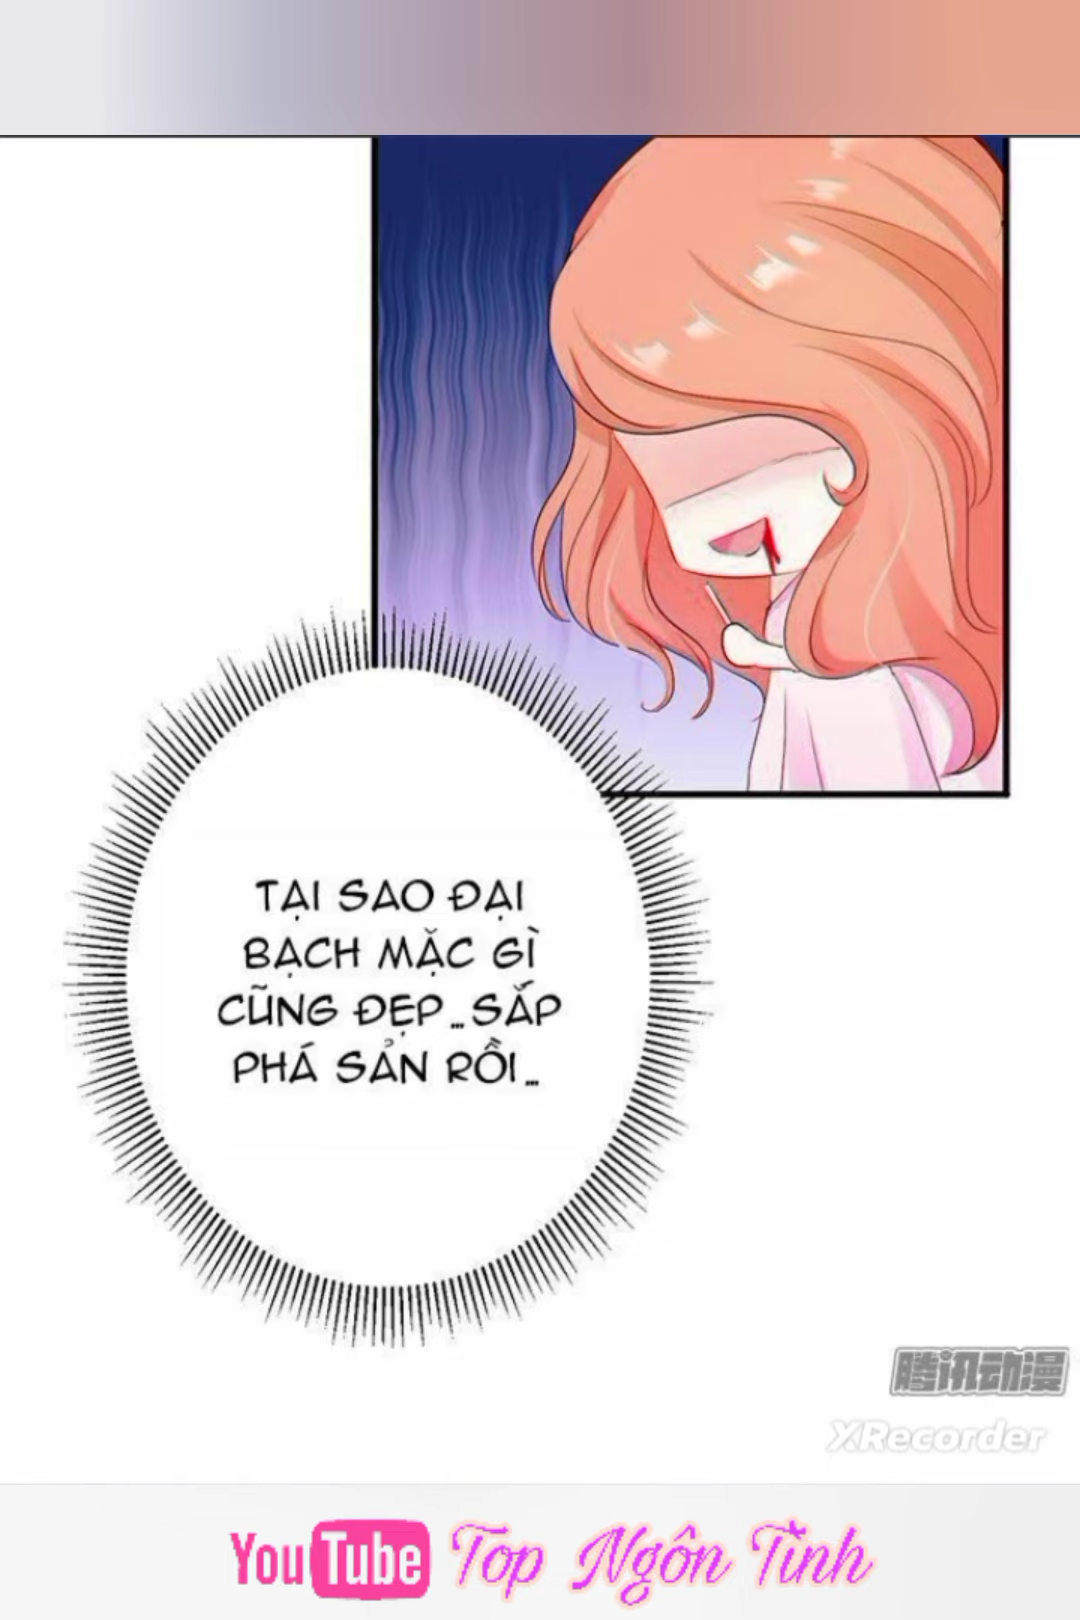 TẠI SAO ĐẠI
BẠCH MẶC GÌ
CŨNG ĐẸP... SẮP
PHÁ SẢN RỒI...
腾讯动漫
XRecorder
YouTube Top Ngôn Tình